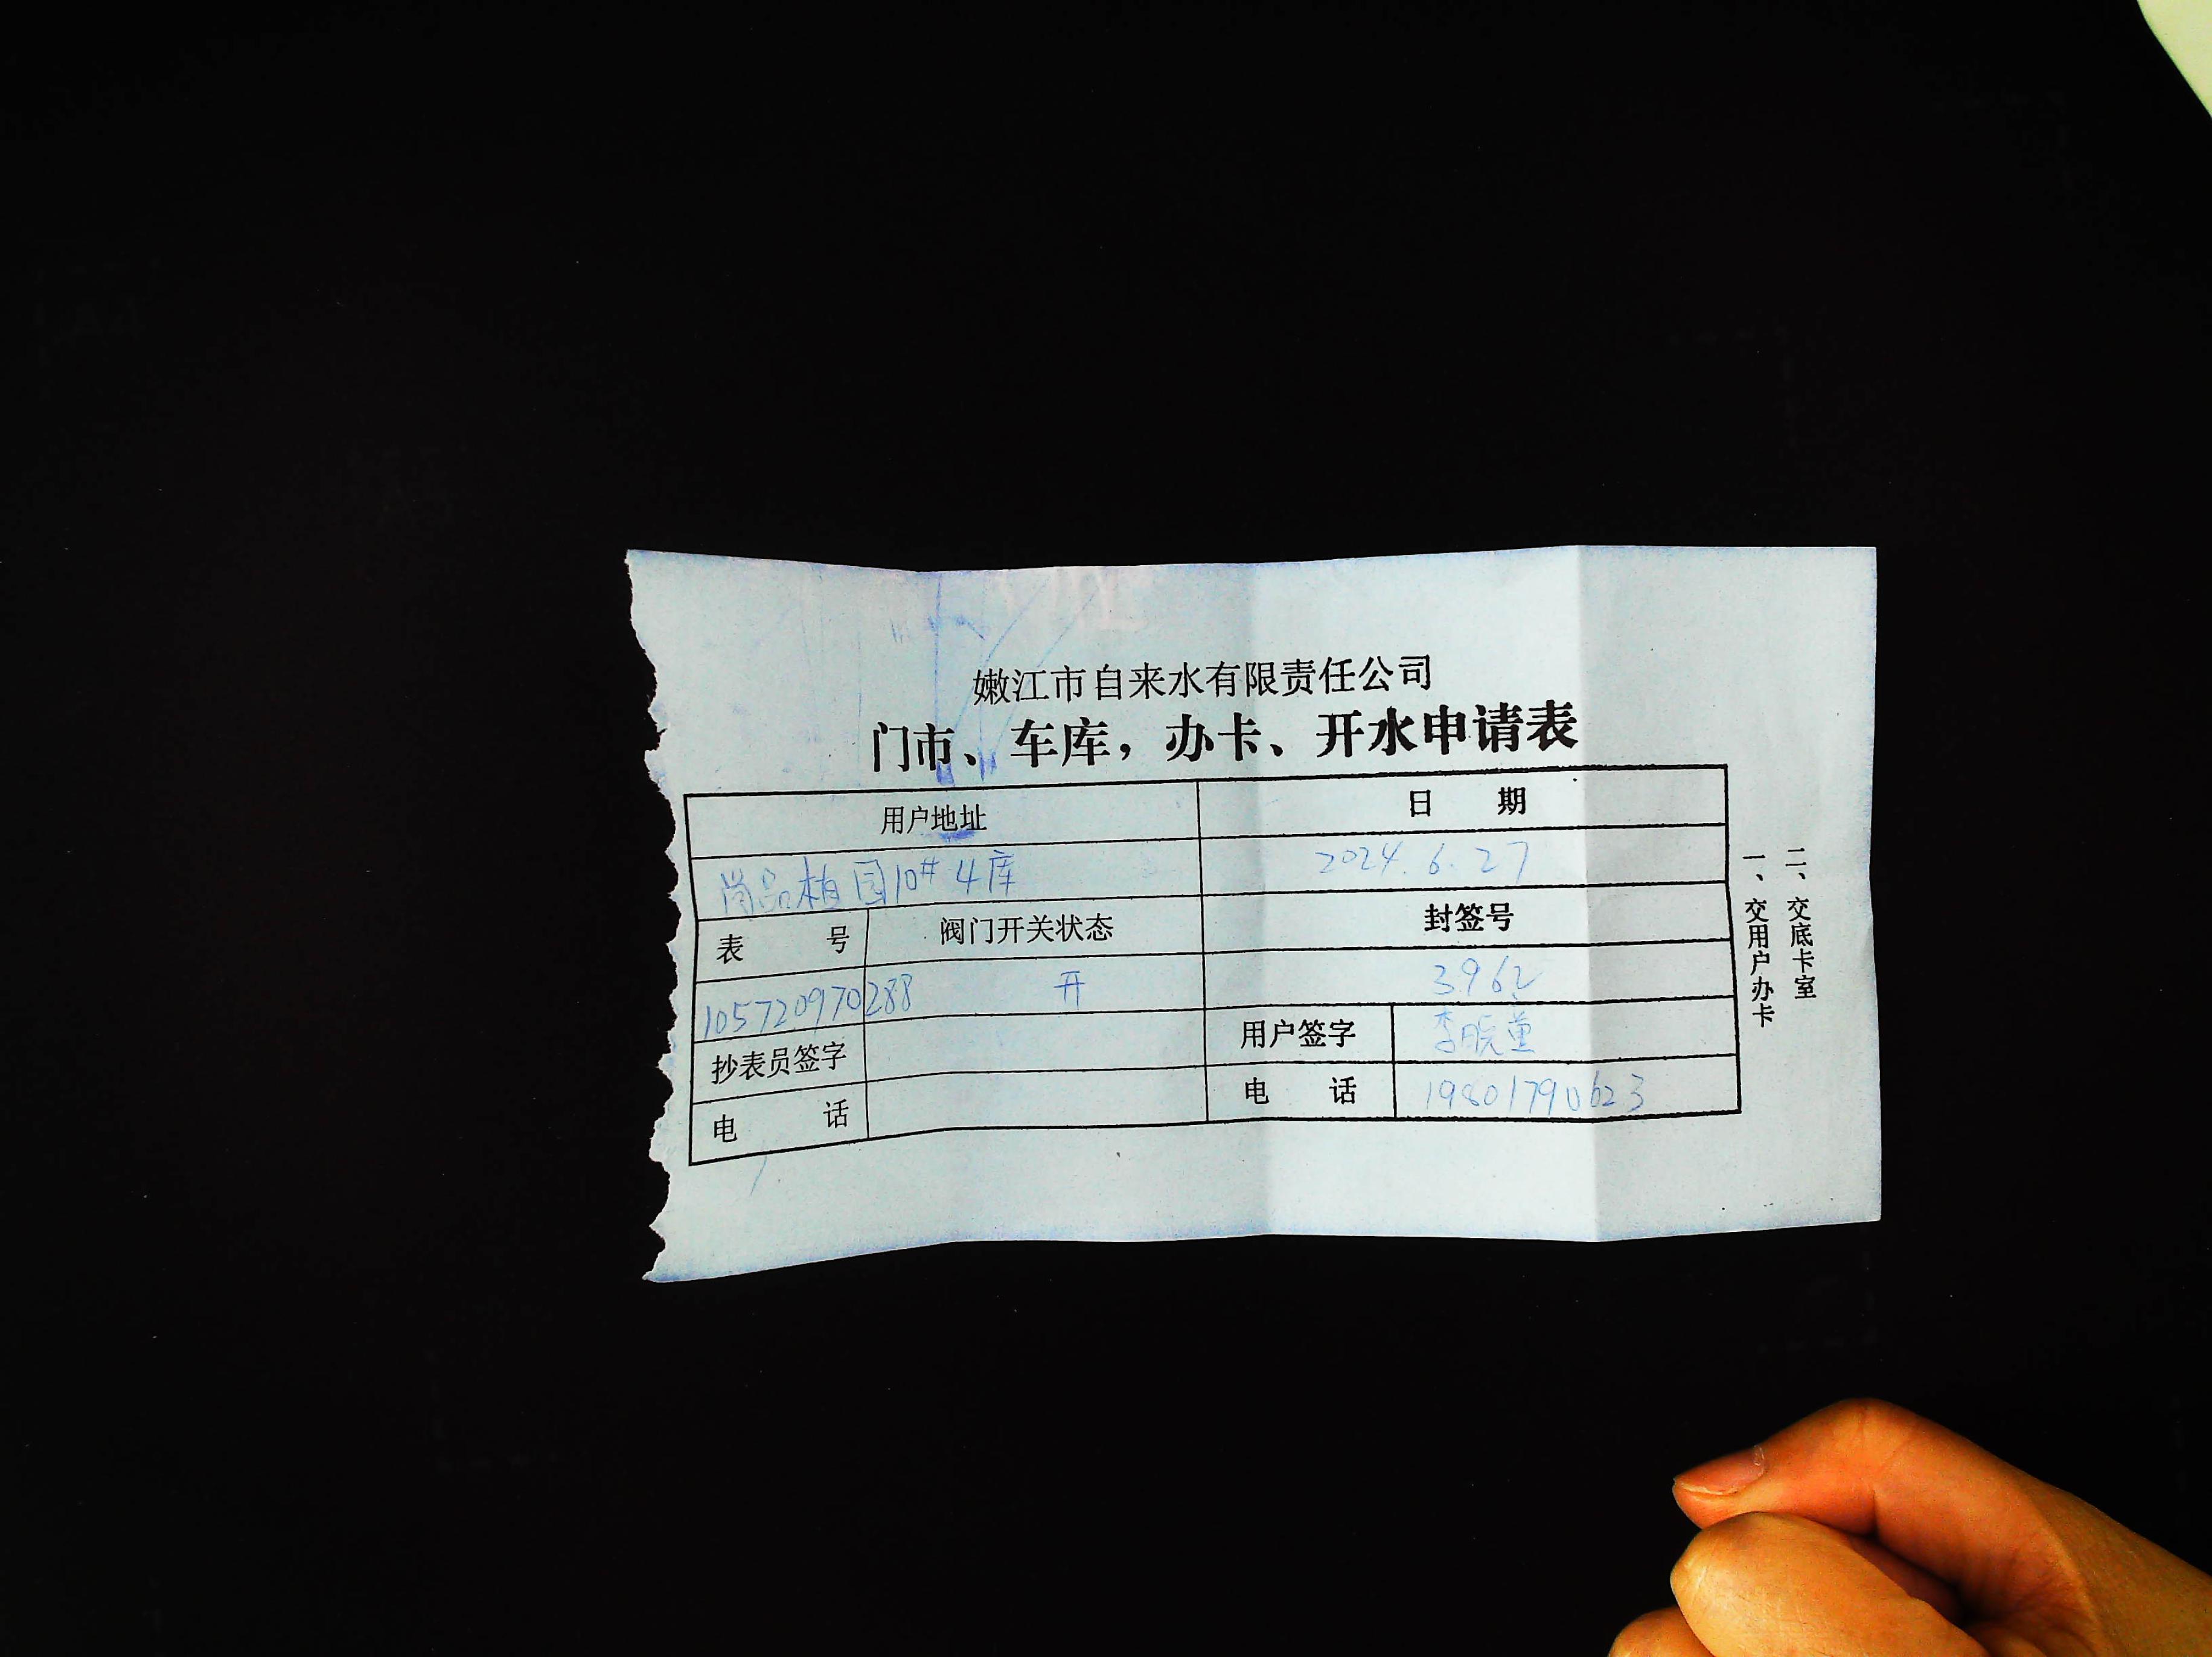 嫩江市自来水有限责任公司
门市、车库，办卡、开水申请表
用户地址 日 期
尚品植园10# 4库 2024.6.27
表 号 阀门开关状态 封签号
105720970288 开 3962
抄表员签字 用户签字 李晓董
电 话 电 话 19801790623
一、交用户办卡
二、交底卡室